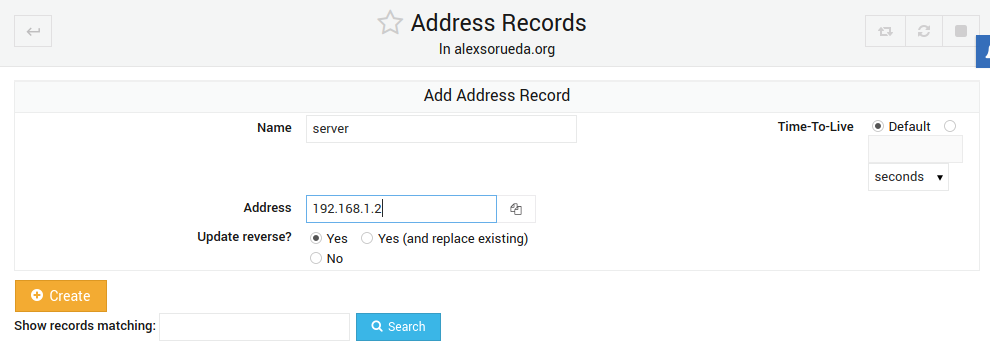 Address Records
In alexsorueda.org
Add Address Record
Name server Time-To-Live Default
seconds
Address 192.168.1.2
Update reverse? Yes Yes (and replace existing)
No
Create
Show records matching: Search